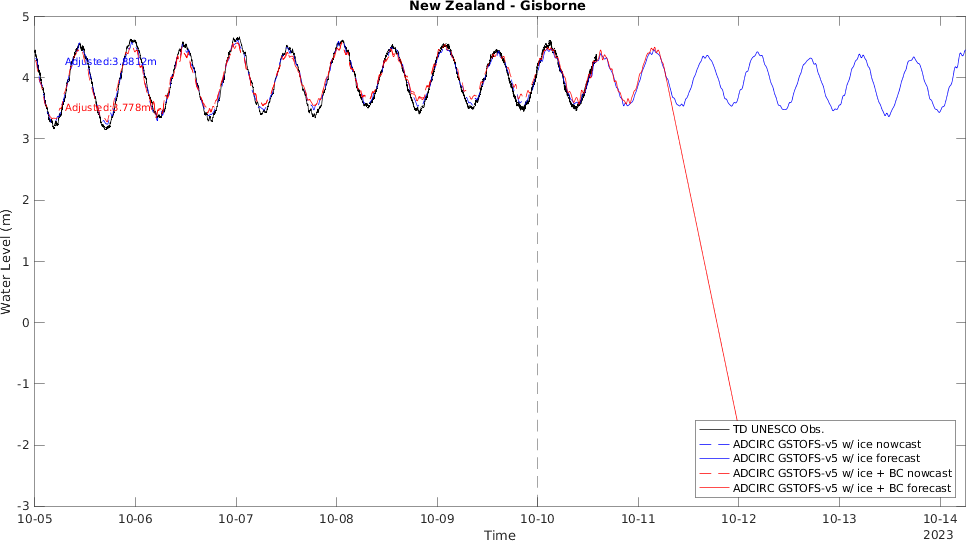 New Zealand - Gisborne
5
4
3
2
1
0
-1
-2
-3
Water Level (m)
Adjusted:3.8812m
Adjusted:3.778m
TD UNESCO Obs.
ADCIRC GSTOFS-v5 w/ ice nowcast
ADCIRC GSTOFS-v5 w/ ice forecast
ADCIRC GSTOFS-v5 w/ ice + BC nowcast
ADCIRC GSTOFS-v5 w/ ice + BC forecast
10-05 10-06 10-07 10-08 10-09 10-10 10-11 10-12 10-13 10-14
2023
Time